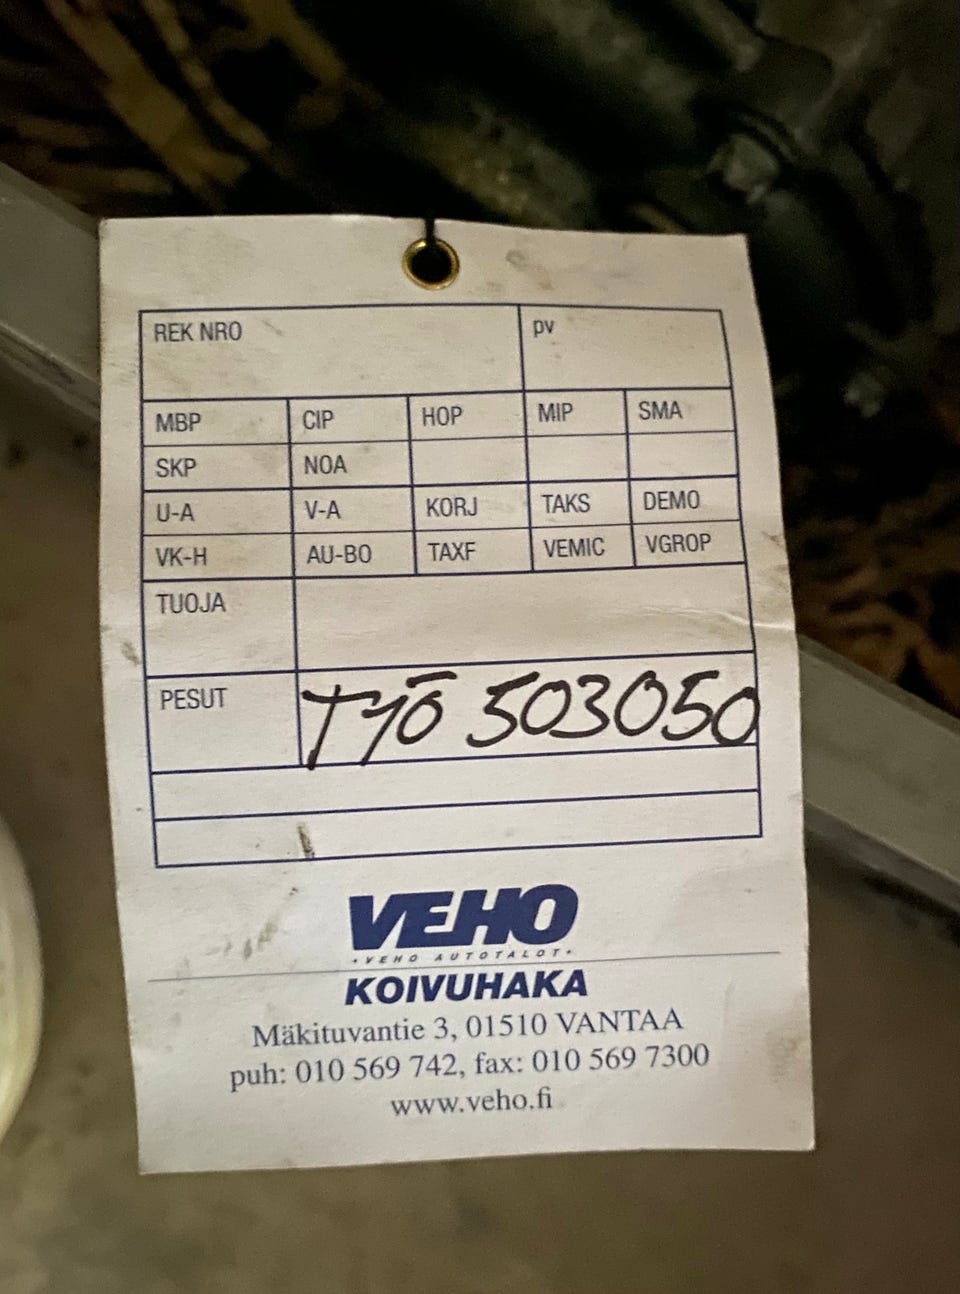 REK NRO pv
MBP CIP HOP MIP SMA
SKP NOA
U-A V-A KORJ TAKS DEMO
VK-H AU-BO TAXF VEMIC VGROP
TUOJA
PESUT TYÖ 503050
VEHO
• VEHO AUTOTALOT •
KOIVUHAKA
Mäkituvantie 3, 01510 VANTAA
puh: 010 569 742, fax: 010 569 7300
www.veho.fi